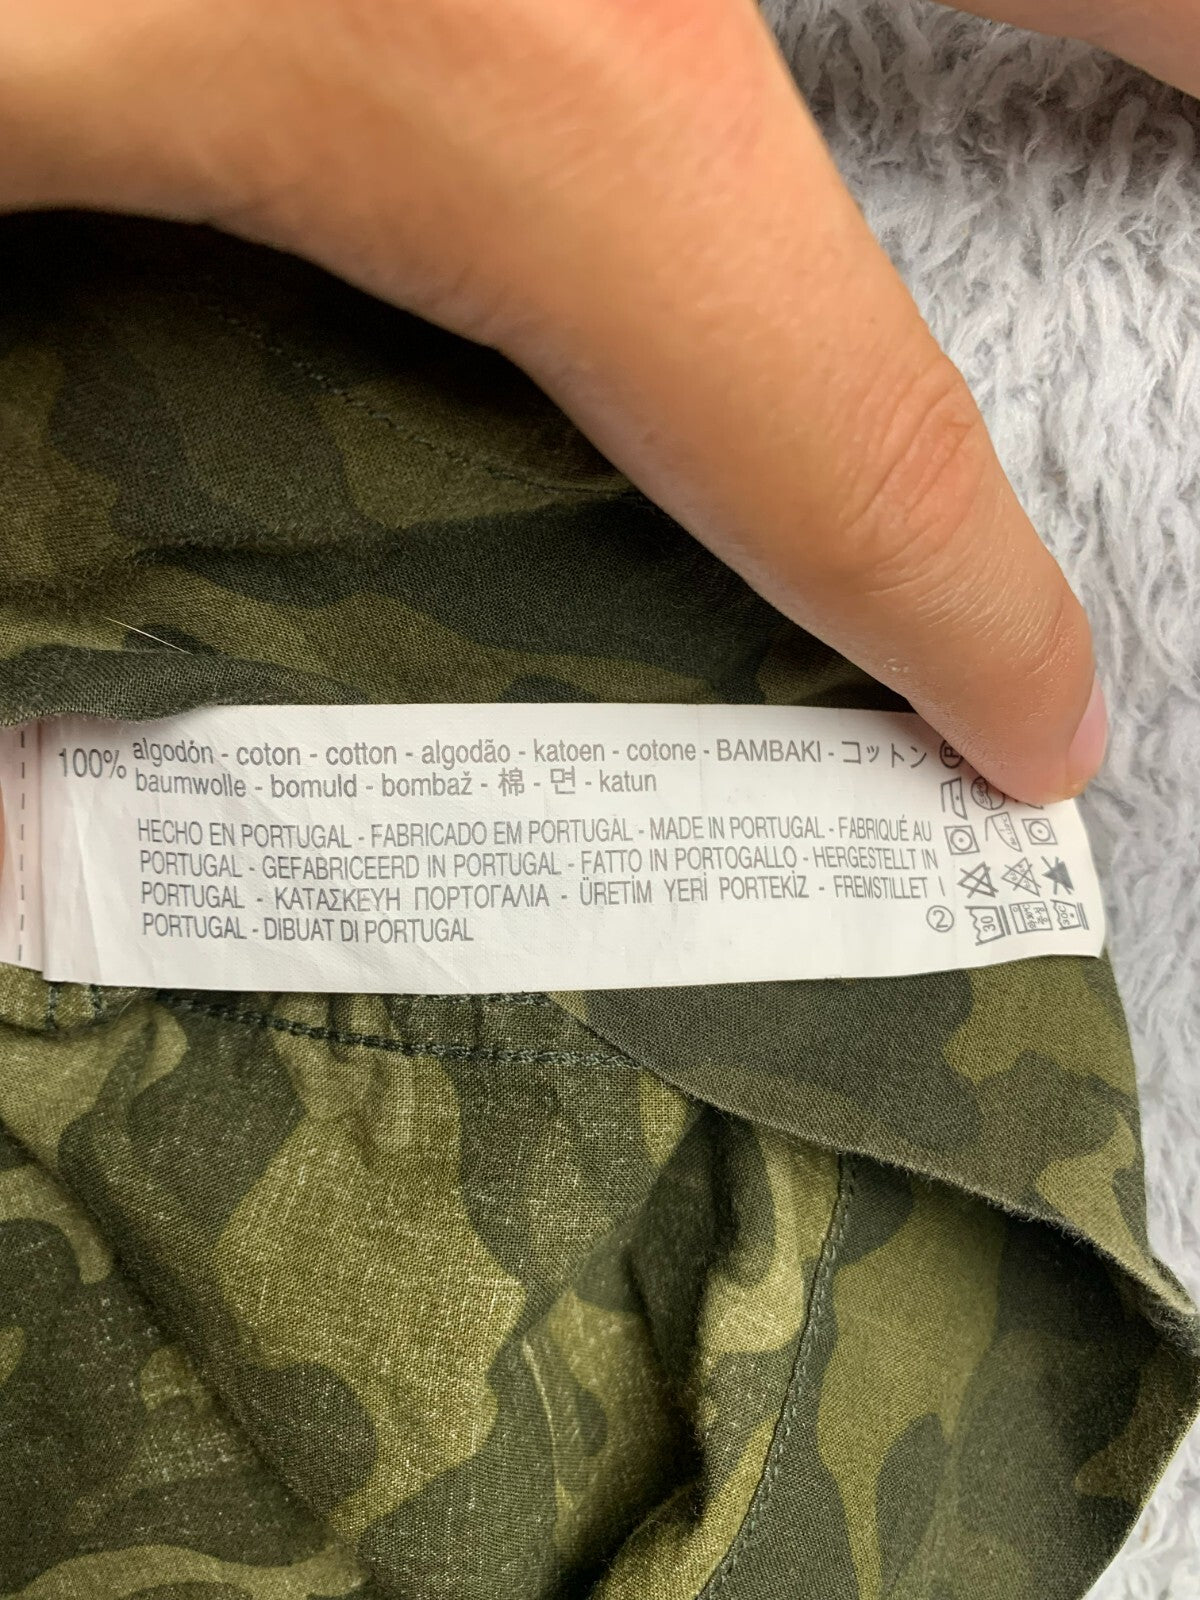 100% algodón - coton - cotton - algodão - katoen - cotone - BAMBAKI - コットン
baumwolle - bomuld - bombaž - 棉 - 면 - katun
HECHO EN PORTUGAL - FABRICADO EM PORTUGAL - MADE IN PORTUGAL - FABRIQUÉ AU
PORTUGAL - GEFABRICEERD IN PORTUGAL - FATTO IN PORTOGALLO - HERGESTELLT IN
PORTUGAL - ΚΑΤΑΣΚΕΥΗ ΠΟΡΤΟΓΑΛΙΑ - ÜRETİM YERİ PORTEKİZ - FREMSTILLET I
PORTUGAL - DIBUAT DI PORTUGAL
②
30